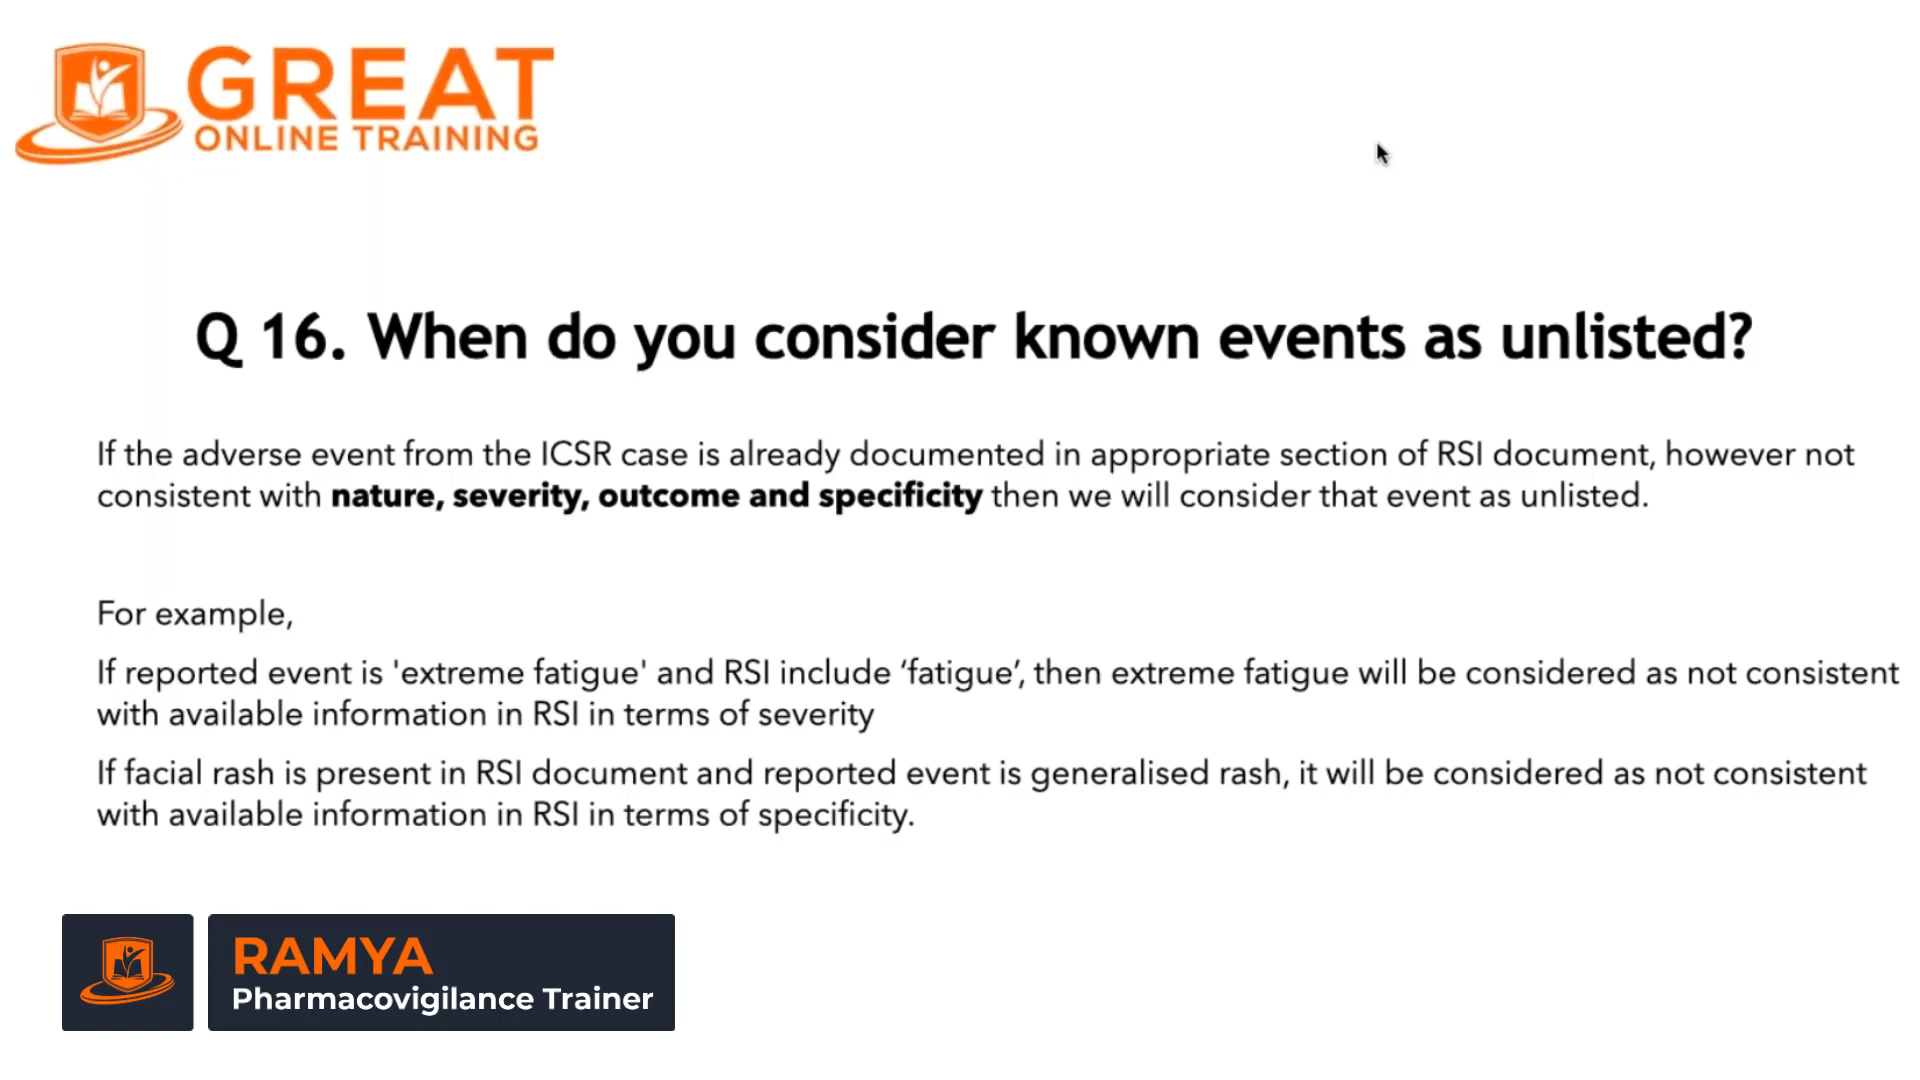 GREAT
ONLINE TRAINING
Q 16. When do you consider known events as unlisted?
If the adverse event from the ICSR case is already documented in appropriate section of RSI document, however not
consistent with nature, severity, outcome and specificity then we will consider that event as unlisted.
For example,
If reported event is 'extreme fatigue' and RSI include ‘fatigue’, then extreme fatigue will be considered as not consistent
with available information in RSI in terms of severity
If facial rash is present in RSI document and reported event is generalised rash, it will be considered as not consistent
with available information in RSI in terms of specificity.
RAMYA
Pharmacovigilance Trainer